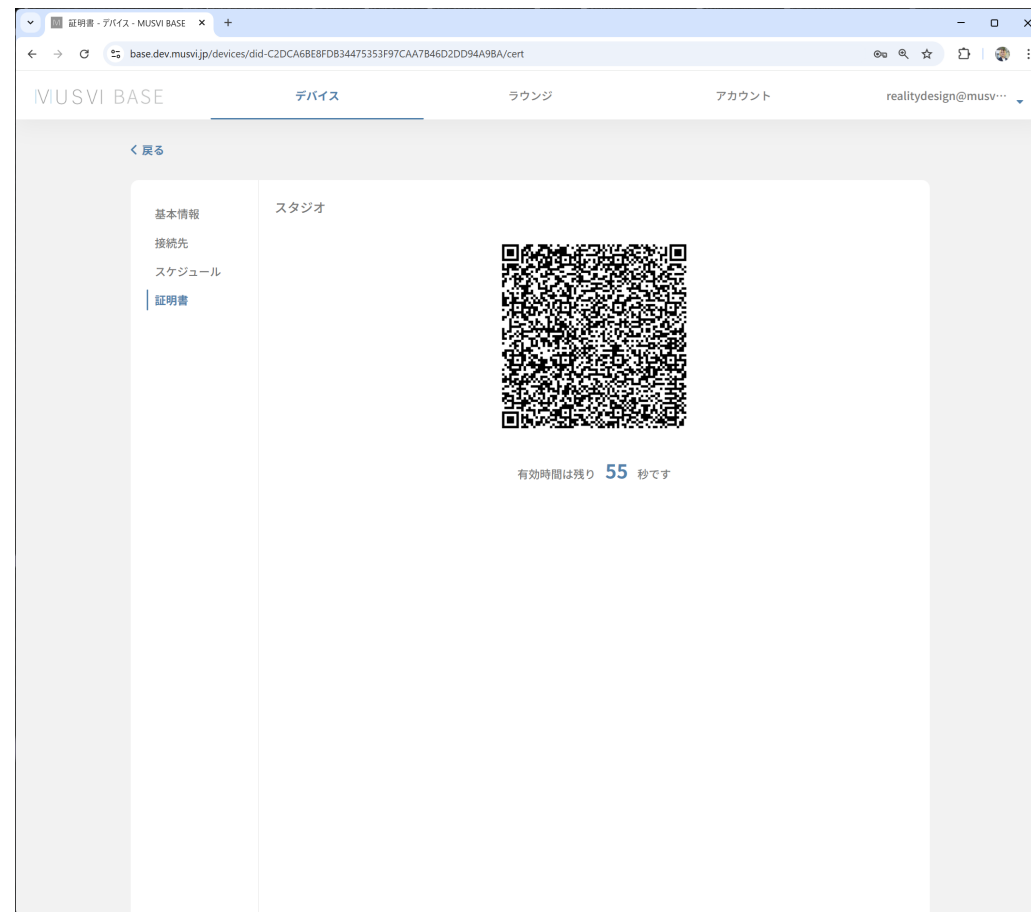 証明書 - デバイス - MUSVI BASE
base.dev.musvi.jp/devices/did-C2DCA6BE8FDB34475353F97CAA7B46D2DD94A9BA/cert
MUSVI BASE
デバイス
ラウンジ
アカウント
realitydesign@musv…
戻る
基本情報
接続先
スケジュール
証明書
スタジオ
有効時間は残り 55 秒です